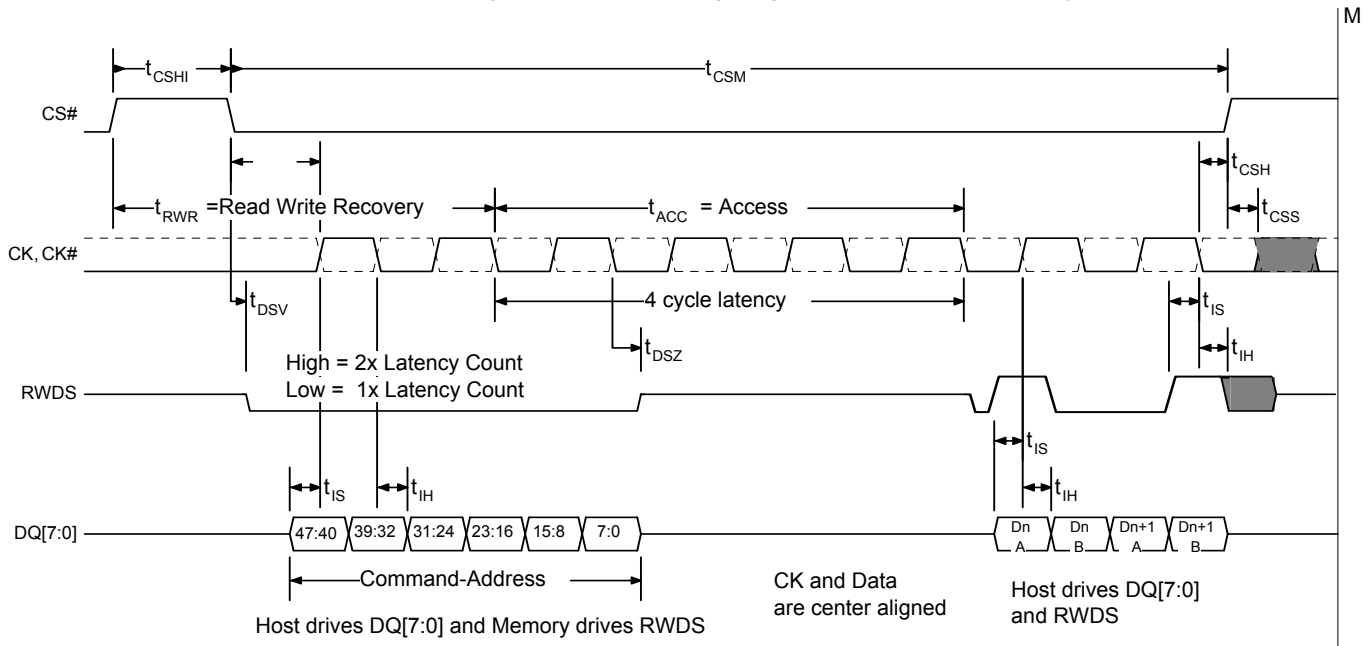 M
tCSHI
tCSM
CS#
tCSH
tRWR =Read Write Recovery
tACC = Access
tCSS
CK, CK#
4 cycle latency
tDSV
tIS
tDSZ
tIH
High = 2x Latency Count
Low = 1x Latency Count
RWDS
tIS
tIS
tIH
tIH
DQ[7:0]
47:40 39:32 31:24 23:16 15:8 7:0
Dn A
Dn B
Dn+1 A
Dn+1 B
Command-Address
CK and Data
are center aligned
Host drives DQ[7:0]
and RWDS
Host drives DQ[7:0] and Memory drives RWDS